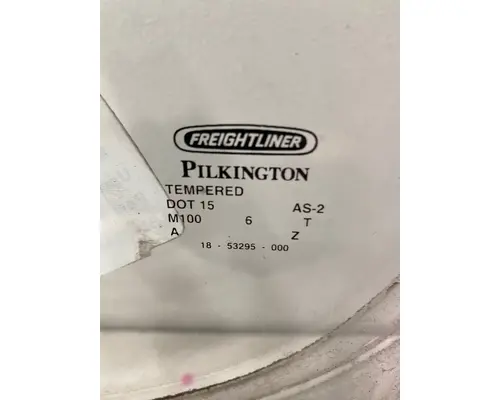 FREIGHTLINER
PILKINGTON
TEMPERED
DOT 15 AS-2
M100 6 T
A Z
18 - 53295 - 000